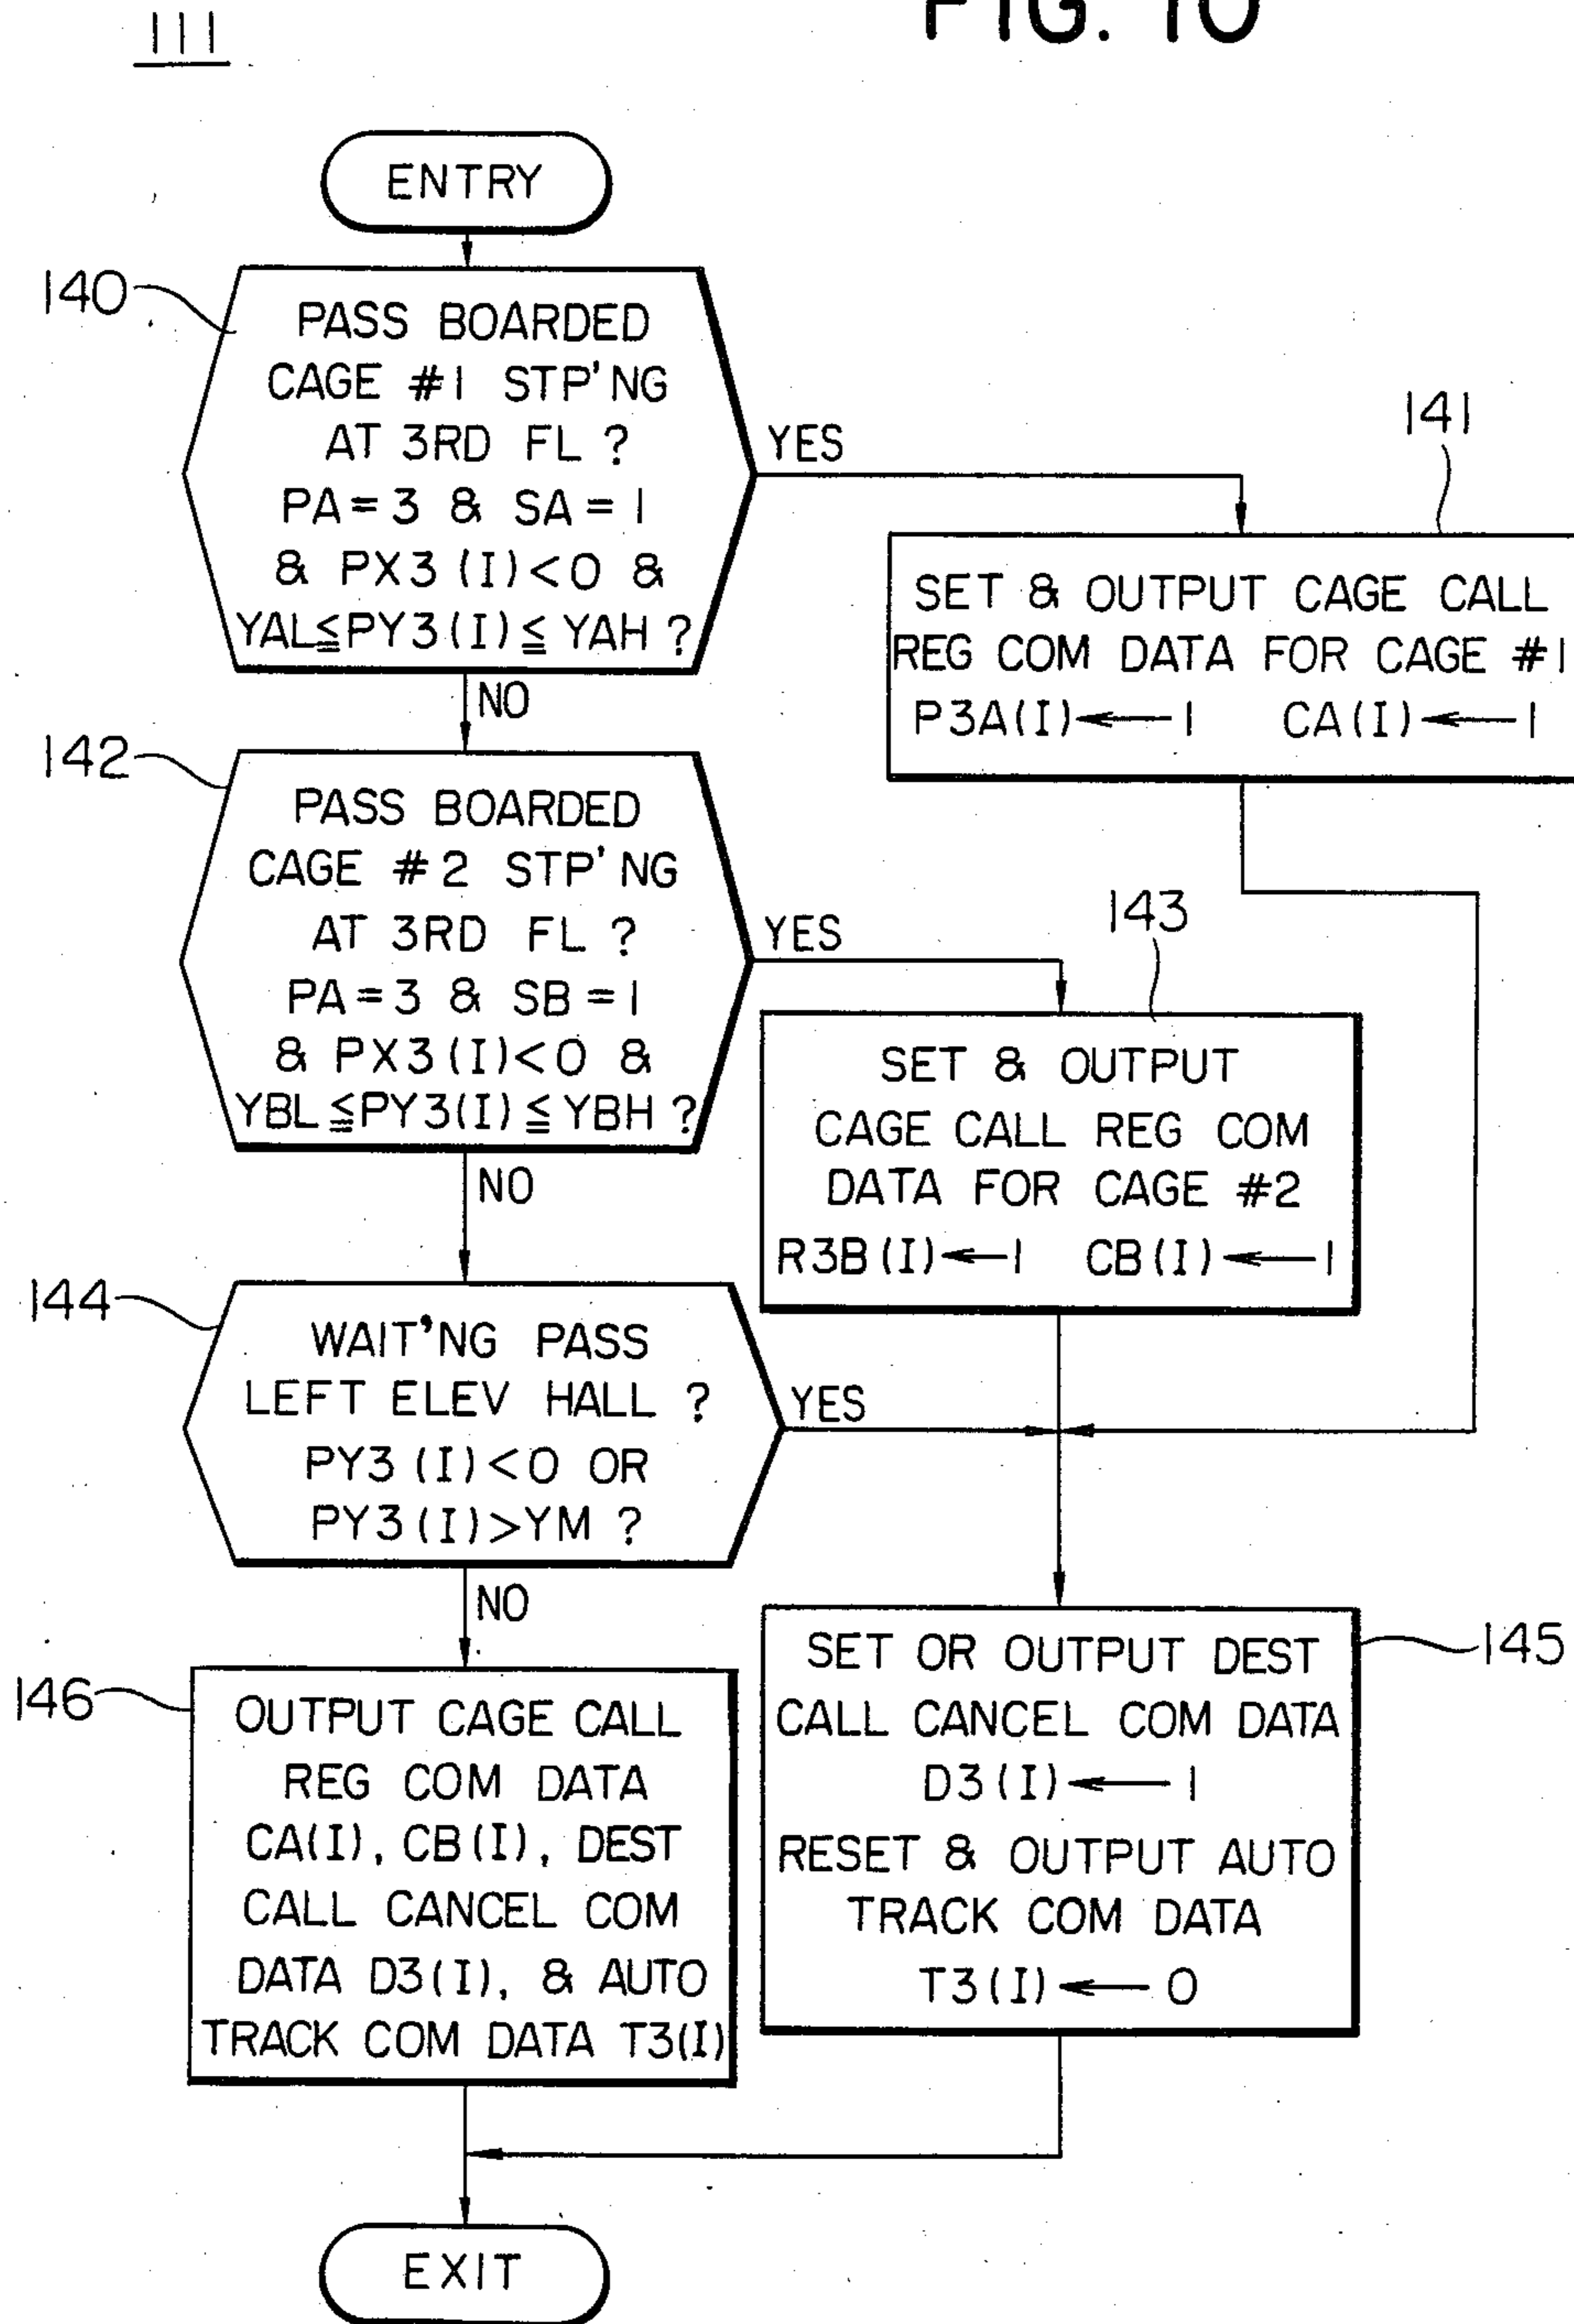 FIG. 10
111
ENTRY
140
PASS BOARDED
CAGE #1 STP'NG
AT 3RD FL ?
PA=3 & SA=1
& PX3(I)<0 &
YAL≦PY3(I)≦YAH ?
YES
NO
141
SET & OUTPUT CAGE CALL
REG COM DATA FOR CAGE #1
P3A(I)←1 CA(I)←1
142
PASS BOARDED
CAGE #2 STP'NG
AT 3RD FL ?
PA=3 & SB=1
& PX3(I)<0 &
YBL≦PY3(I)≦YBH ?
YES
NO
143
SET & OUTPUT
CAGE CALL REG COM
DATA FOR CAGE #2
R3B(I)←1 CB(I)←1
144
WAIT'NG PASS
LEFT ELEV HALL ?
PY3(I)<0 OR
PY3(I)>YM ?
YES
NO
145
SET OR OUTPUT DEST
CALL CANCEL COM DATA
D3(I)←1
RESET & OUTPUT AUTO
TRACK COM DATA
T3(I)←0
146
OUTPUT CAGE CALL
REG COM DATA
CA(I), CB(I), DEST
CALL CANCEL COM
DATA D3(I), & AUTO
TRACK COM DATA T3(I)
EXIT